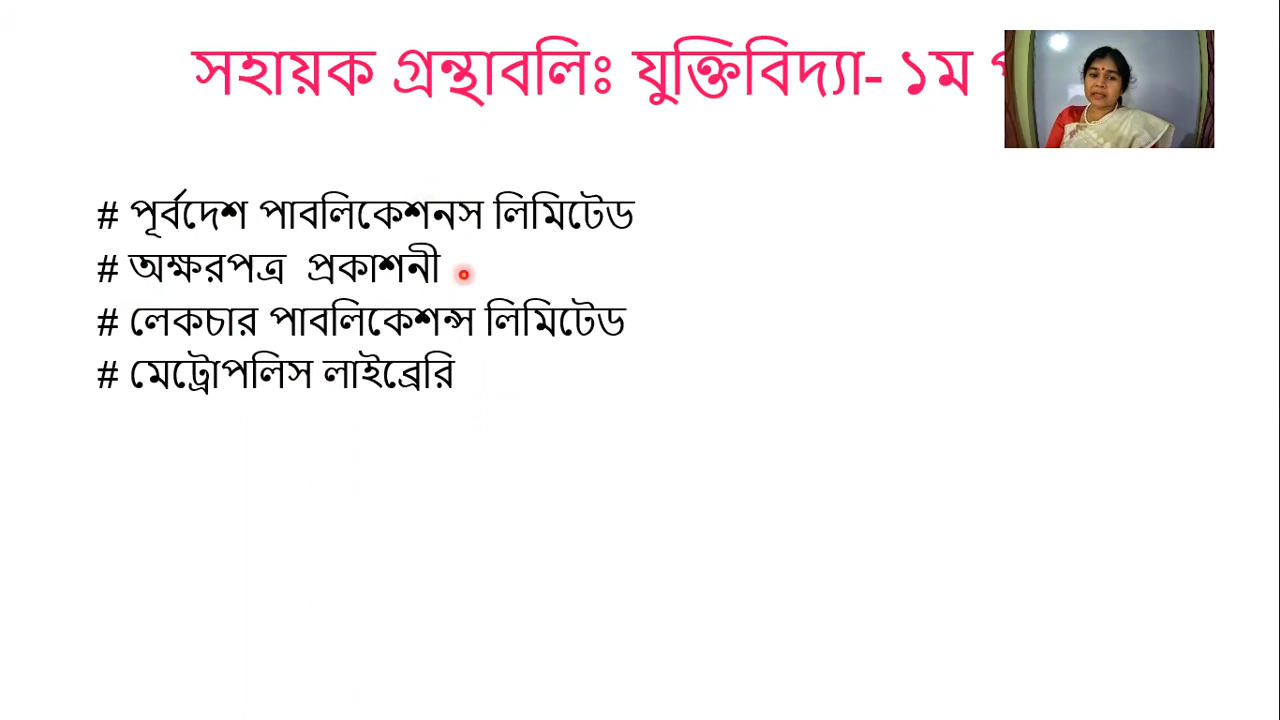 সহায়ক গ্রন্থাবলিঃ যুক্তিবিদ্যা- ১ম
# পূর্বদেশ পাবলিকেশনস লিমিটেড
# অক্ষরপত্র প্রকাশনী
# লেকচার পাবলিকেশন্স লিমিটেড
# মেট্রোপলিস লাইব্রেরি